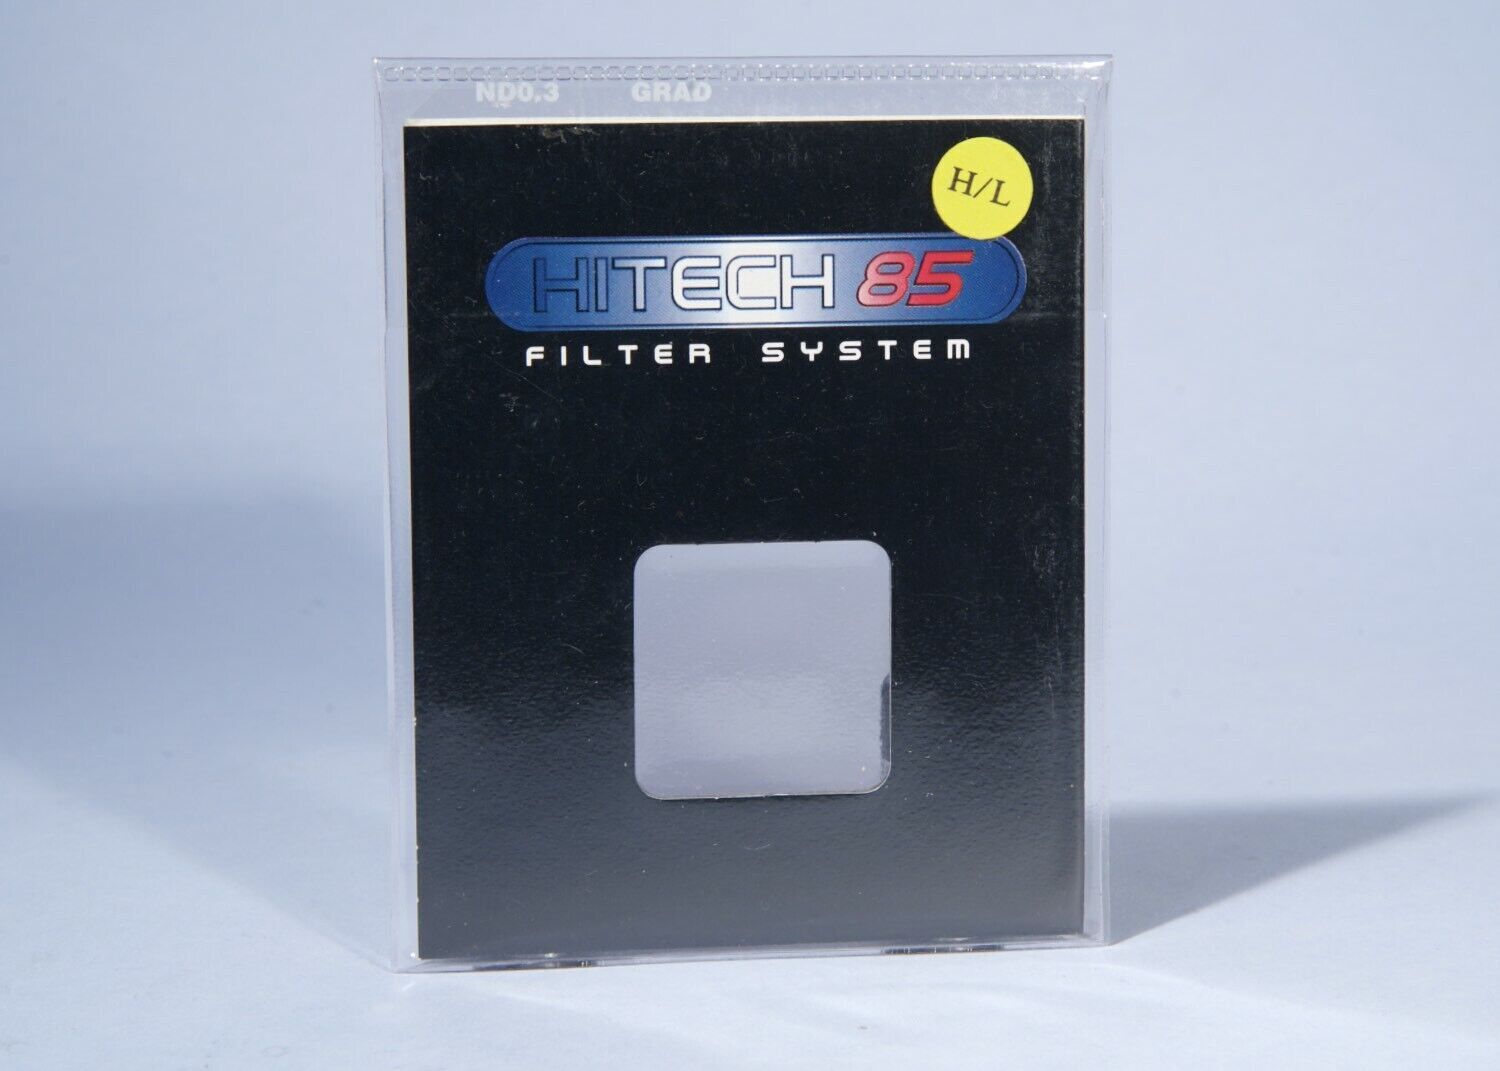 ND0.3 GRAD
H/L
HITECH 85
FILTER SYSTEM